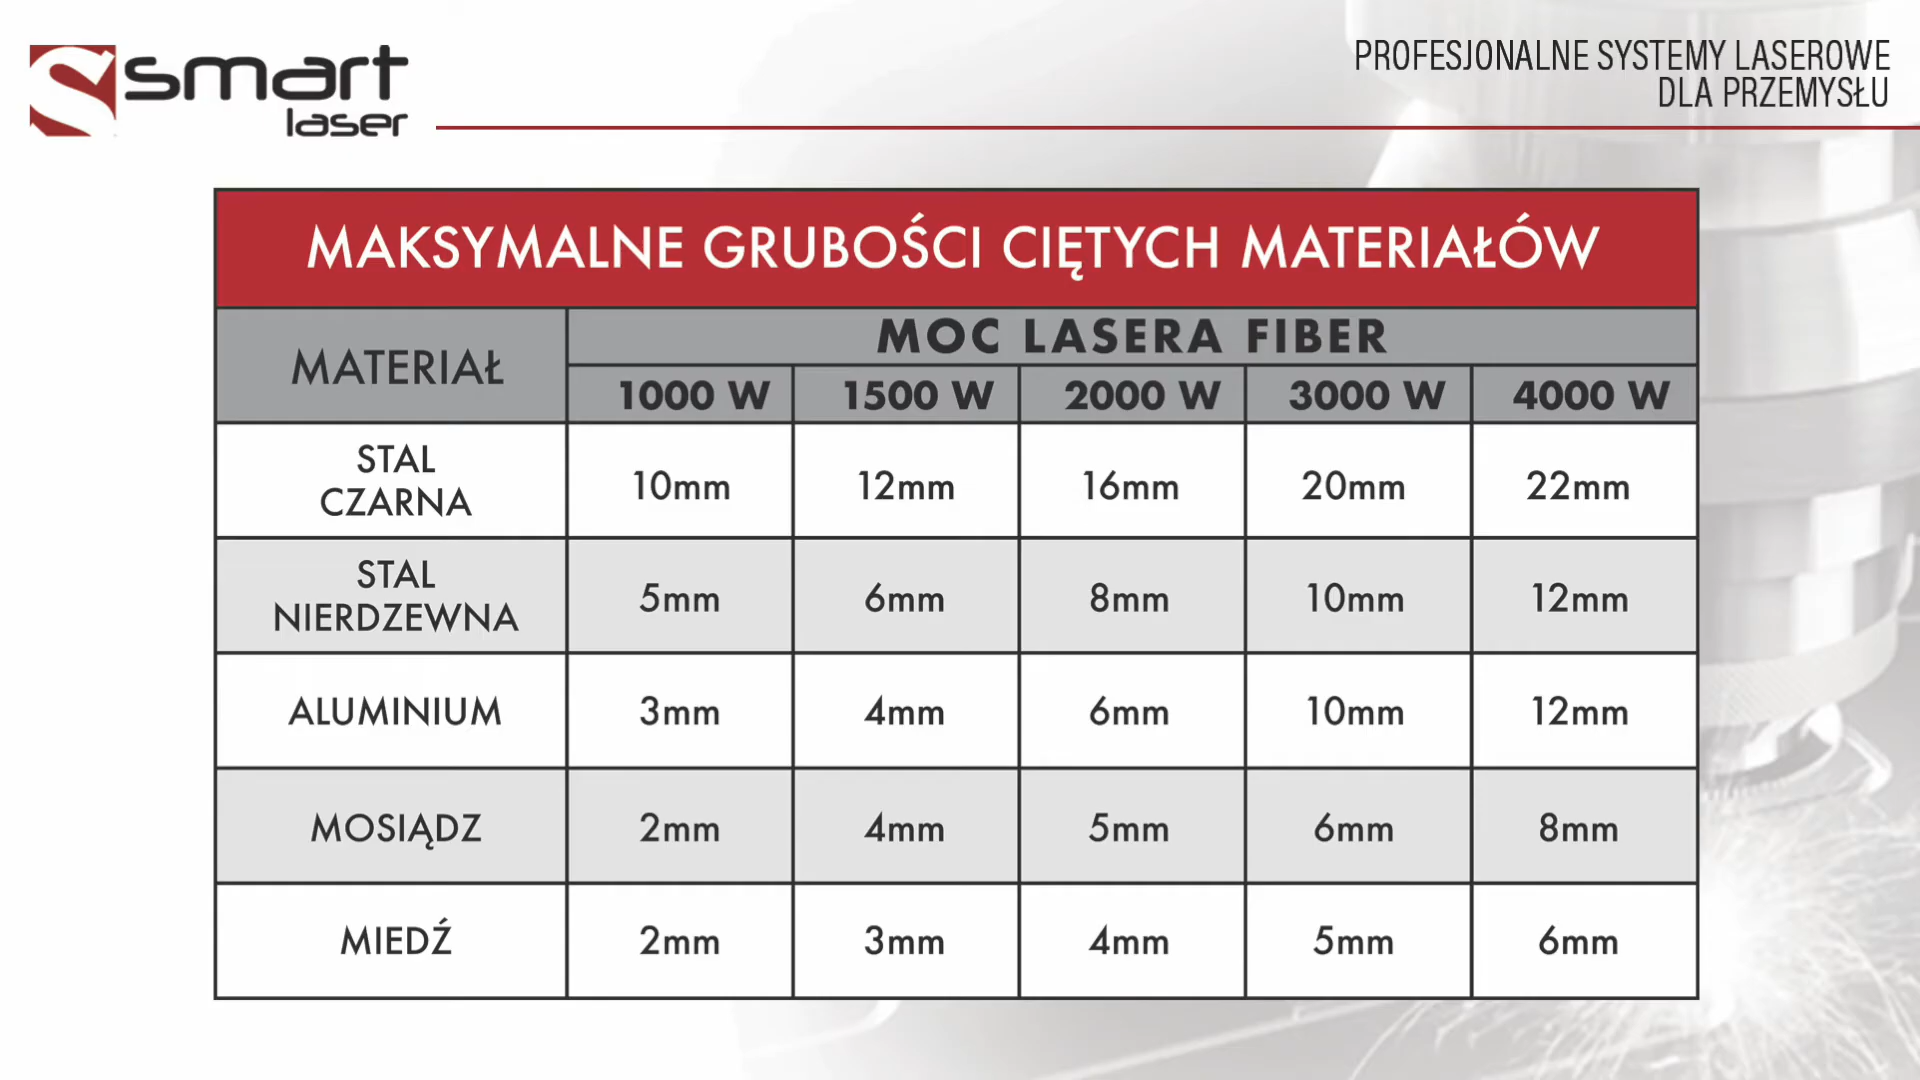 smart
laser
PROFESJONALNE SYSTEMY LASEROWE
DLA PRZEMYSŁU
MAKSYMALNE GRUBOŚCI CIĘTYCH MATERIAŁÓW
MATERIAŁ
MOC LASERA FIBER
1000 W 1500 W 2000 W 3000 W 4000 W
STAL
CZARNA
10mm 12mm 16mm 20mm 22mm
STAL
NIERDZEWNA
5mm 6mm 8mm 10mm 12mm
ALUMINIUM 3mm 4mm 6mm 10mm 12mm
MOSIĄDZ 2mm 4mm 5mm 6mm 8mm
MIEDŹ 2mm 3mm 4mm 5mm 6mm